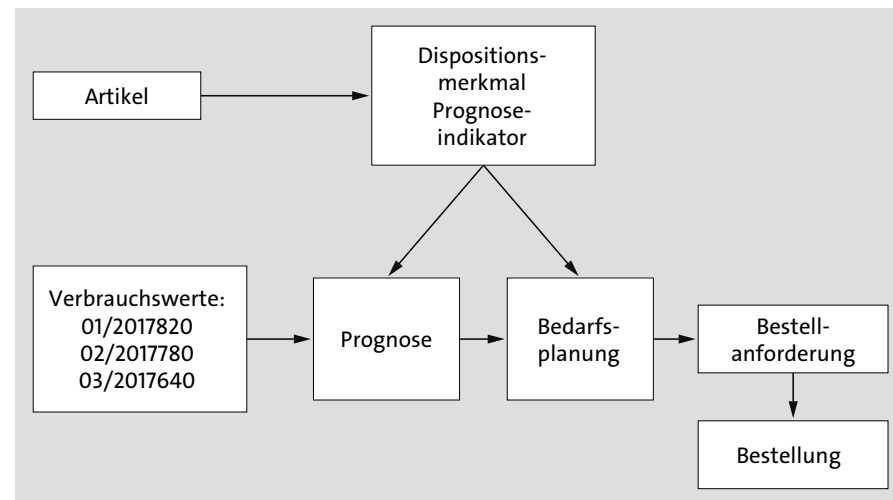 Artikel
Dispositions-
merkmal
Prognose-
indikator
Verbrauchswerte:
01/2017820
02/2017780
03/2017640
Prognose
Bedarfs-
planung
Bestell-
anforderung
Bestellung